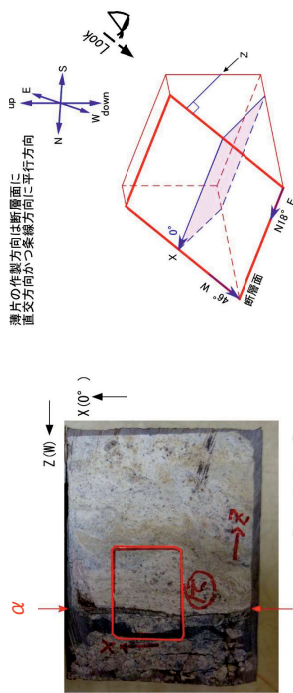 薄片の作製方向は断層面に
直交方向かつ条線方向に平行方向
up
E
S
N
W
down
Look
Z
X
0°
46° W
N18° E
断層面
α
Z(W)
X(0°)
X
Z